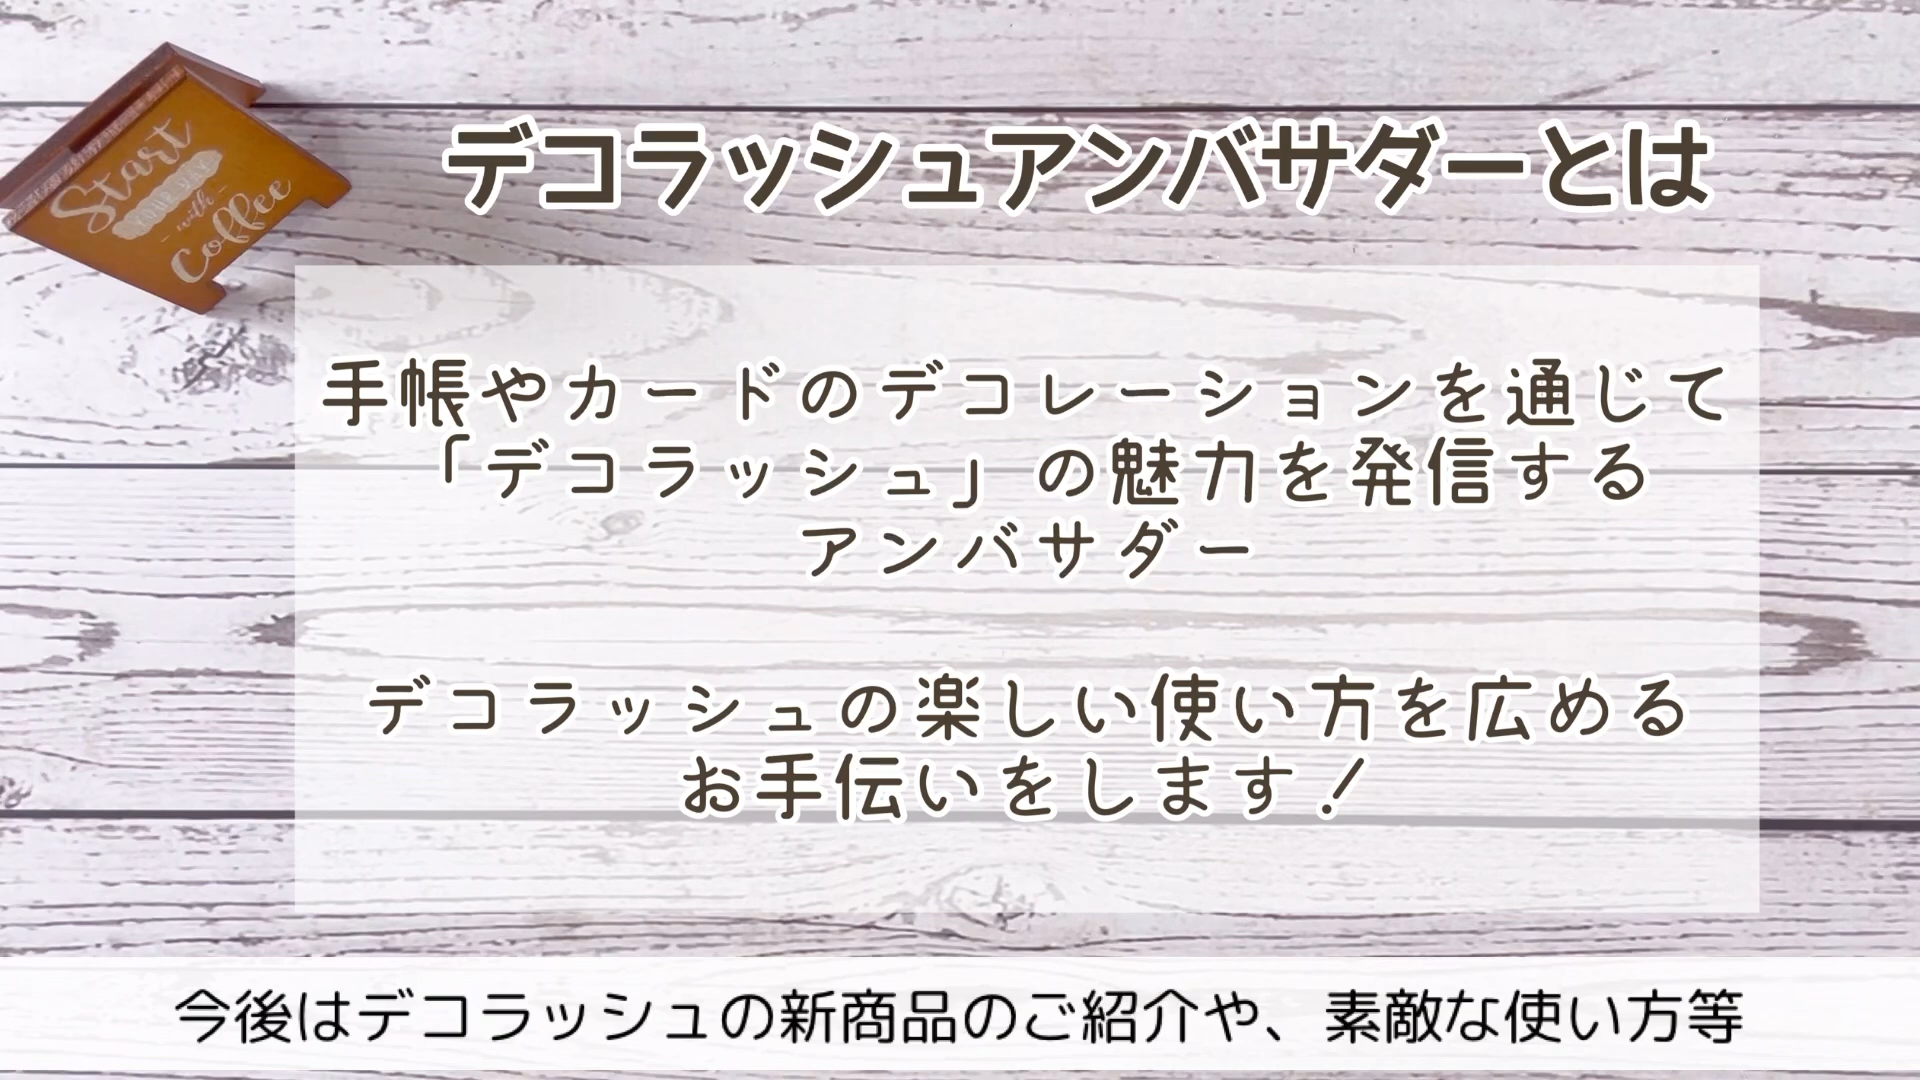 Start
YOUR DAY
- with -
Coffee
デコラッシュアンバサダーとは
手帳やカードのデコレーションを通じて
「デコラッシュ」の魅力を発信する
アンバサダー
デコラッシュの楽しい使い方を広める
お手伝いをします！
今後はデコラッシュの新商品のご紹介や、素敵な使い方等